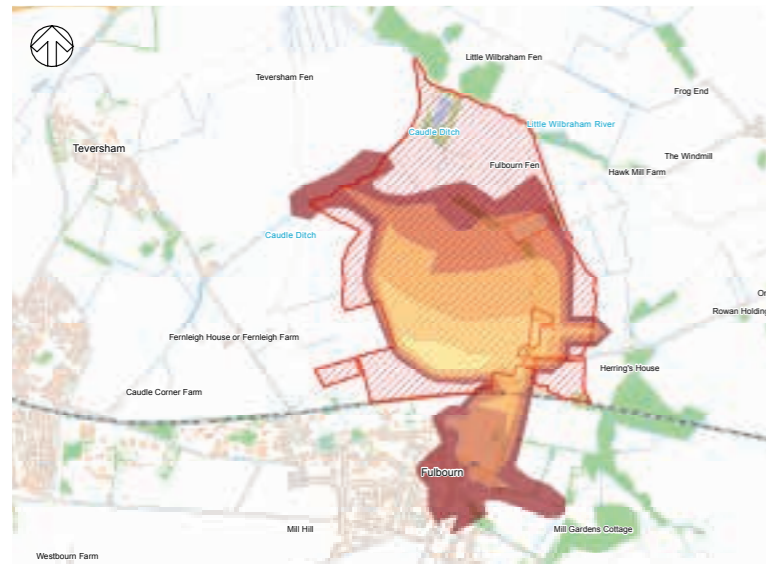 Little Wilbraham Fen
Teversham Fen
Frog End
Caudle Ditch
Little Wilbraham River
Teversham
The Windmill
Fulbourn Fen
Hawk Mill Farm
Caudle Ditch
Rowan Holding
Fernleigh House or Fernleigh Farm
Herring's House
Caudle Corner Farm
Fulbourn
Mill Hill
Mill Gardens Cottage
Westbourn Farm